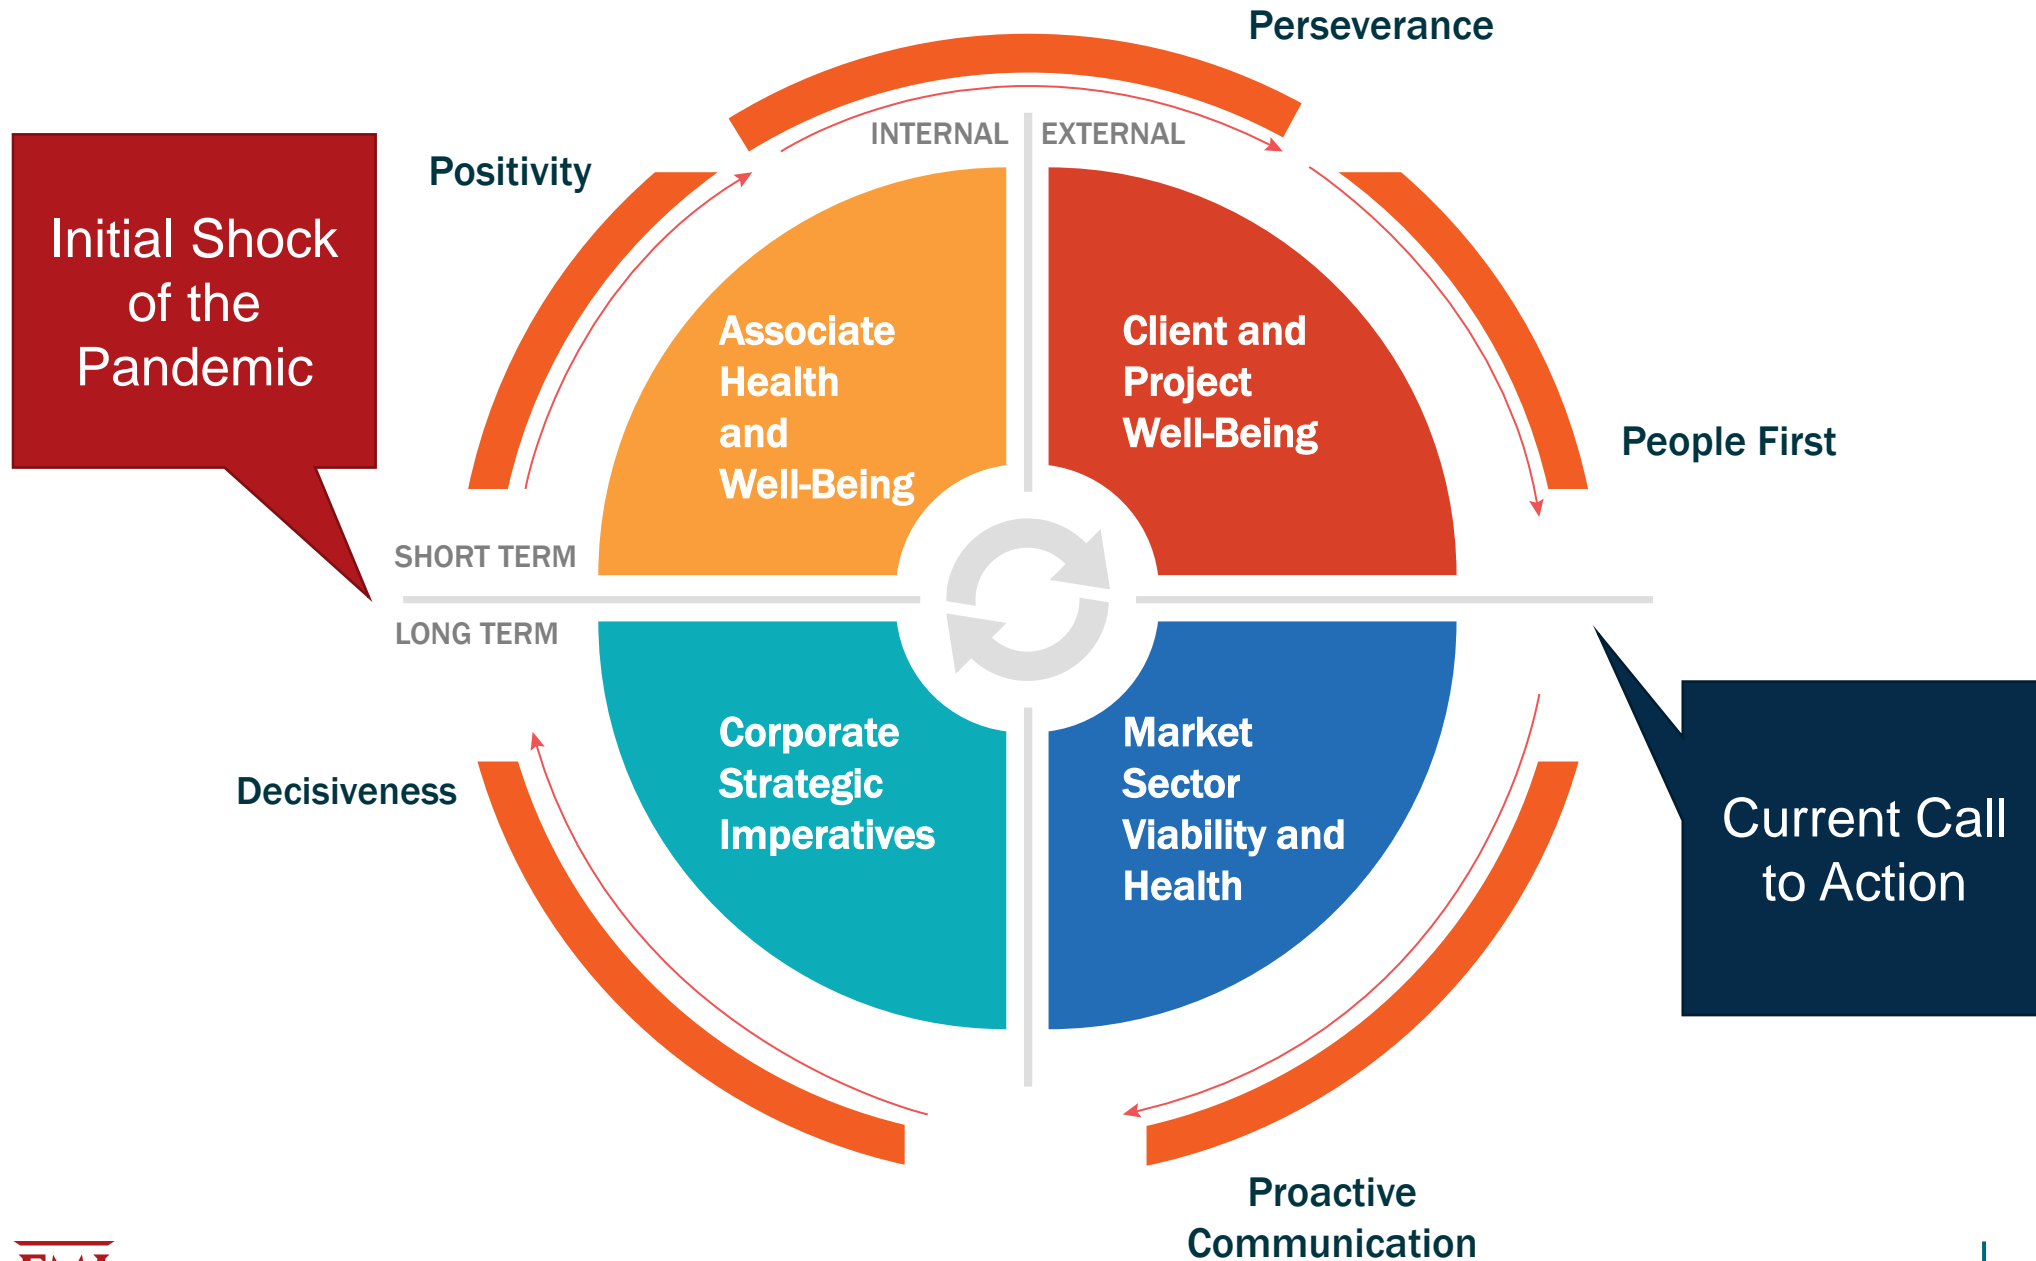 Perseverance
INTERNAL
EXTERNAL
Positivity
Initial Shock
of the
Pandemic
Associate
Health
and
Well-Being
Client and
Project
Well-Being
People First
SHORT TERM
LONG TERM
Corporate
Strategic
Imperatives
Market
Sector
Viability and
Health
Decisiveness
Current Call
to Action
Proactive
Communication